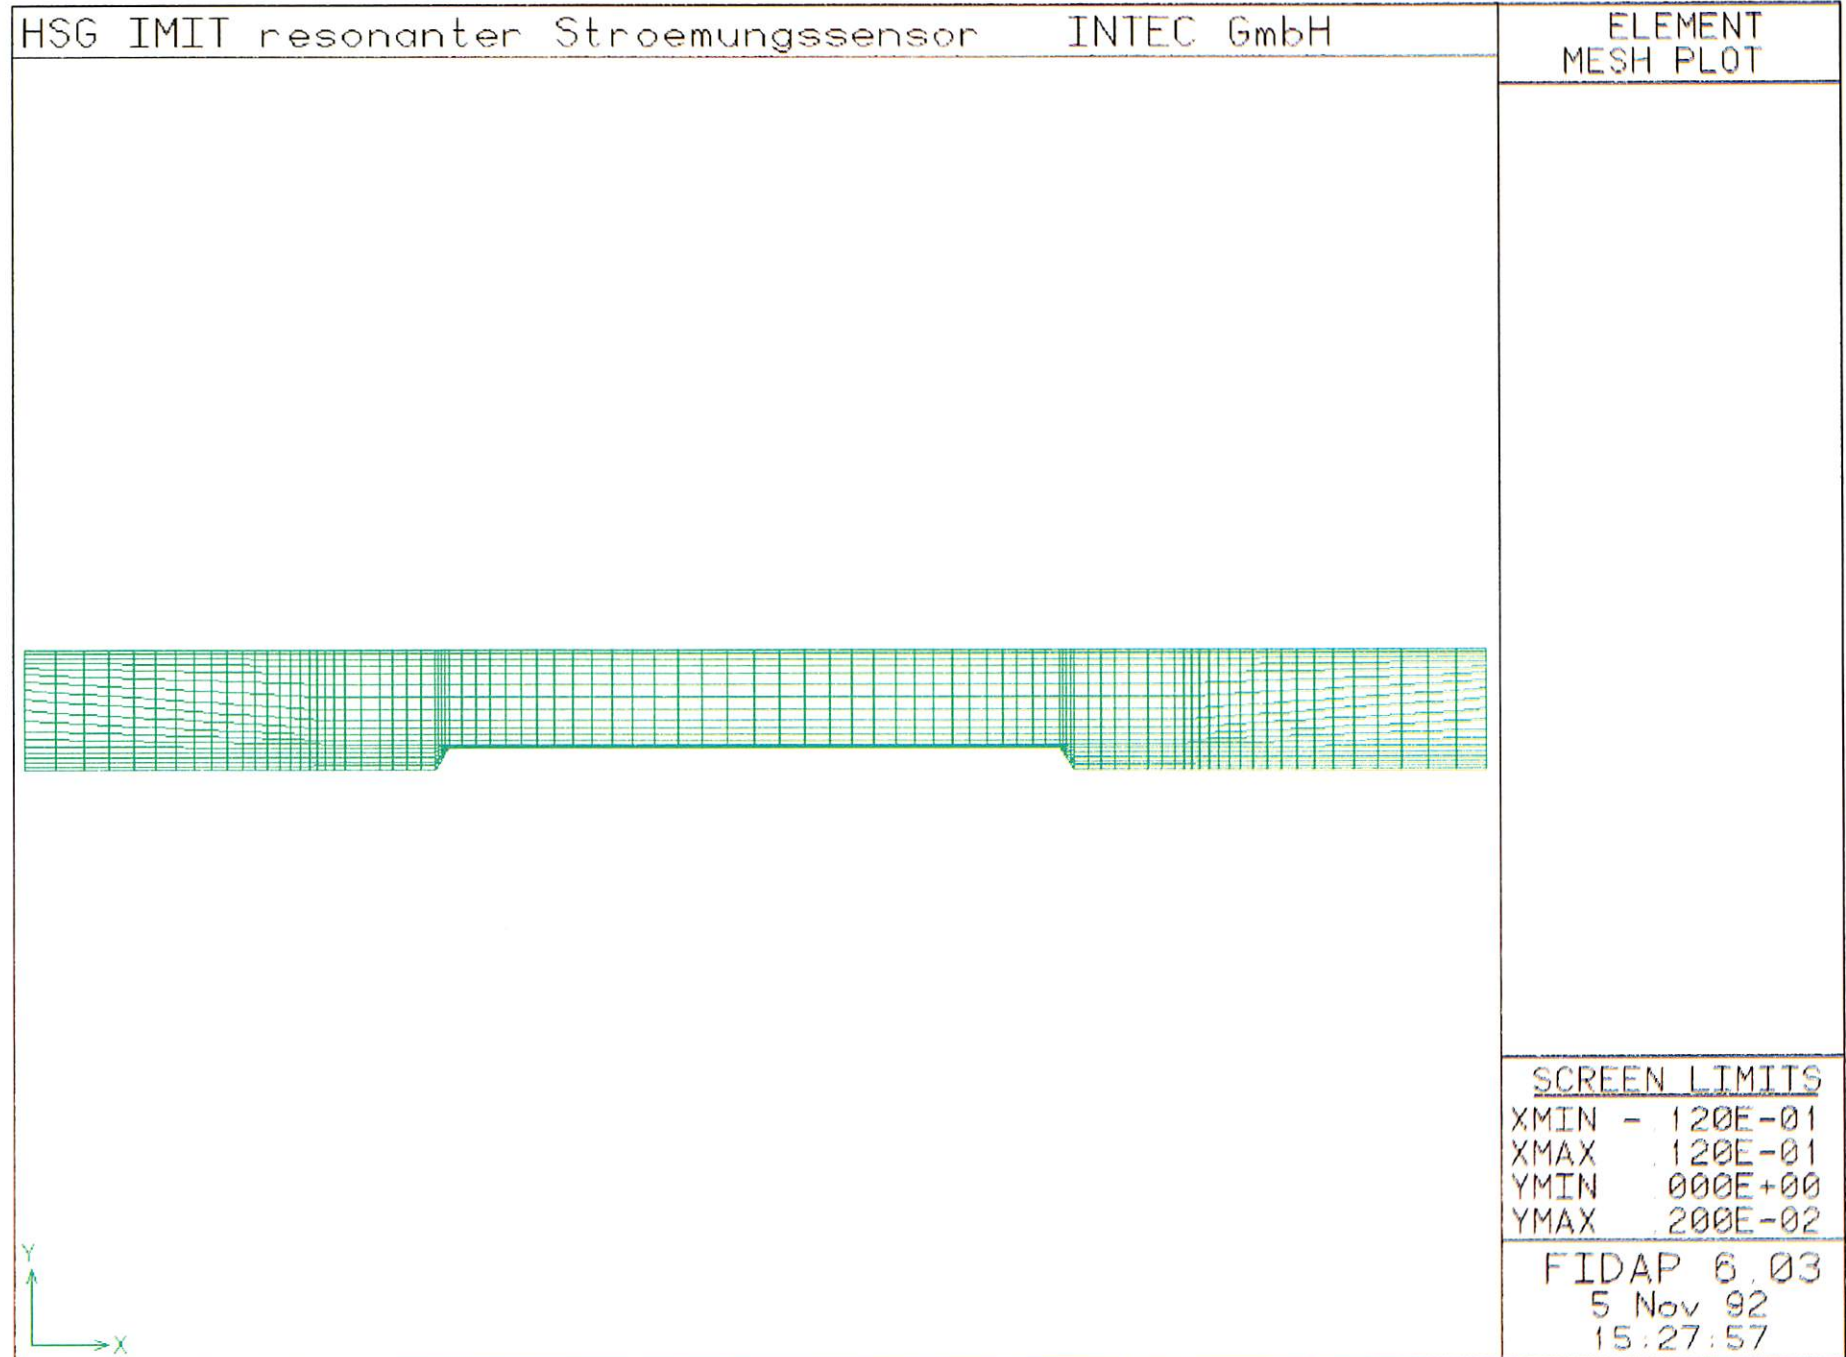 HSG IMIT resonanter Stroemungssensor INTEC GmbH
ELEMENT
MESH PLOT
SCREEN LIMITS
XMIN -.120E-01
XMAX .120E-01
YMIN .000E+00
YMAX .200E-02
FIDAP 6.03
5 Nov 92
15:27:57
Y
X